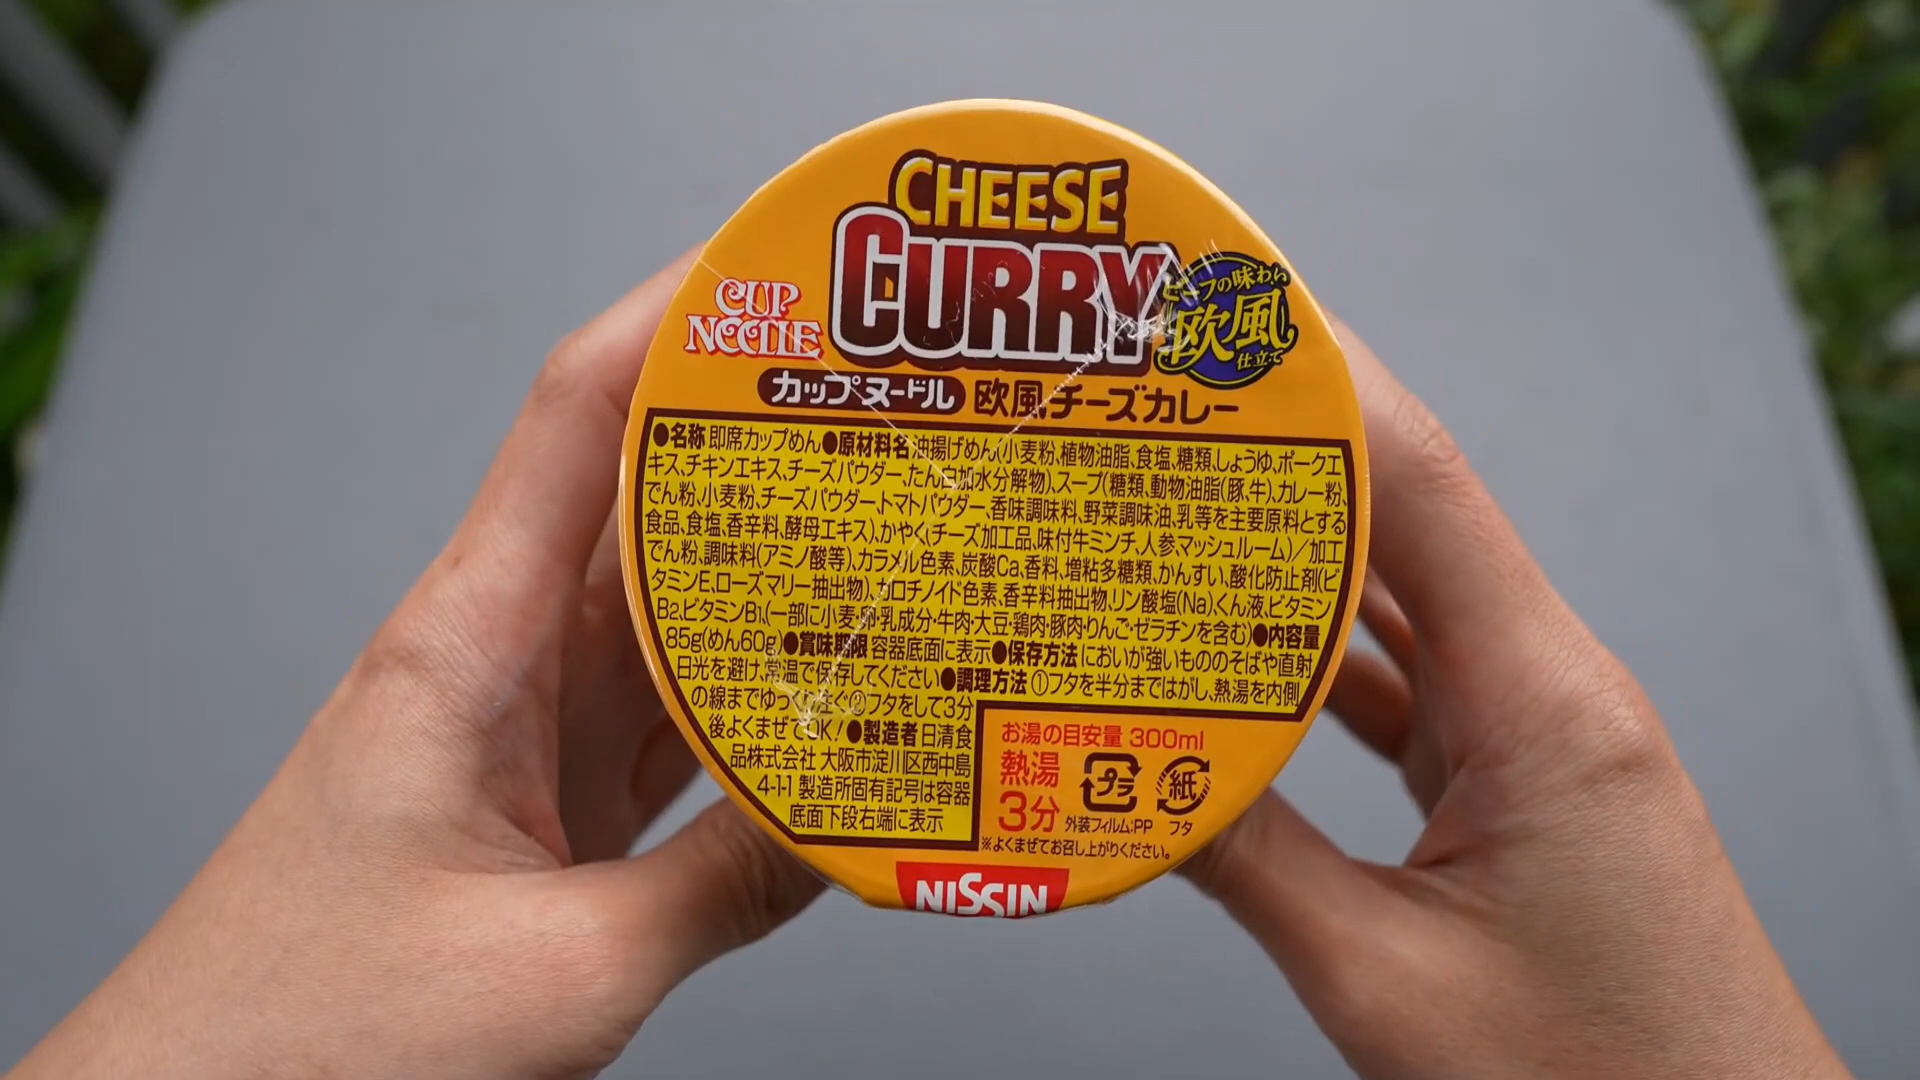 CHEESE
CURRY
CUP
NOODLE
ビーフの味わい
欧風
仕立て
カップヌードル 欧風チーズカレー
●名称 即席カップめん●原材料名 油揚げめん(小麦粉、植物油脂、食塩、糖類、しょうゆ、ポークエ
キス、チキンエキス、チーズパウダー、たん白加水分解物)、スープ(糖類、動物油脂(豚、牛)、カレー粉、
でん粉、小麦粉、チーズパウダー、トマトパウダー、香味調味料、野菜調味油、乳等を主要原料とする
食品、食塩、香辛料、酵母エキス)、かやく(チーズ加工品、味付牛ミンチ、人参、マッシュルーム)／加工
でん粉、調味料(アミノ酸等)、カラメル色素、炭酸Ca、香料、増粘多糖類、かんすい、酸化防止剤(ビ
タミンE、ローズマリー抽出物)、カロチノイド色素、香辛料抽出物、リン酸塩(Na)、くん液、ビタミン
B2、ビタミンB1、(一部に小麦・卵・乳成分・牛肉・大豆・鶏肉・豚肉・りんご・ゼラチンを含む)●内容量
85g(めん60g)●賞味期限 容器底面に表示●保存方法 においが強いもののそばや直射
日光を避け、常温で保存してください●調理方法 ①フタを半分まではがし、熱湯を内側
の線までゆっくり注ぐ②フタをして3分
後よくまぜてOK!●製造者 日清食
品株式会社 大阪市淀川区西中島
4-1-1 製造所固有記号は容器
底面下段右端に表示
お湯の目安量 300ml
熱湯
3分
プラ
紙
外装フィルム:PP フタ
※よくまぜてお召し上がりください。
NISSIN